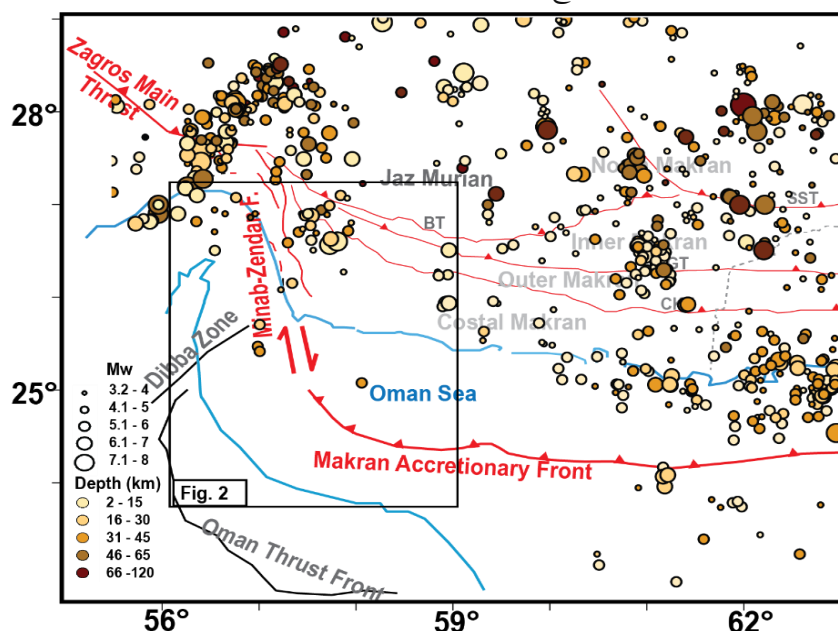 Zagros Main
Thrust
28°
Jaz Murian
North Makran
SST
BT
Inner Makran
GT
Outer Makran
CK
Costal Makran
Minab-Zendan F.
Dibba Zone
Mw
3.2 - 4
4.1 - 5
5.1 - 6
6.1 - 7
7.1 - 8
25°
Oman Sea
Makran Accretionary Front
Depth (km)
2 - 15
16 - 30
31 - 45
46 - 65
66 -120
Fig. 2
Oman Thrust Front
56°
59°
62°